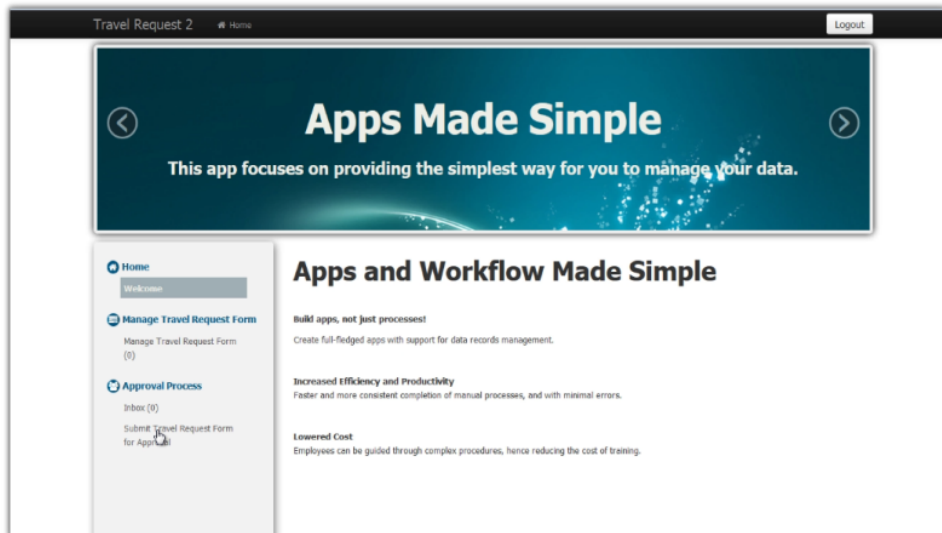 Travel Request 2 Home Logout
Apps Made Simple
This app focuses on providing the simplest way for you to manage your data.
Home
Welcome
Manage Travel Request Form
Manage Travel Request Form
(0)
Approval Process
Inbox (0)
Submit Travel Request Form
for Approval
Apps and Workflow Made Simple
Build apps, not just processes!
Create full-fledged apps with support for data records management.
Increased Efficiency and Productivity
Faster and more consistent completion of manual processes, and with minimal errors.
Lowered Cost
Employees can be guided through complex procedures, hence reducing the cost of training.